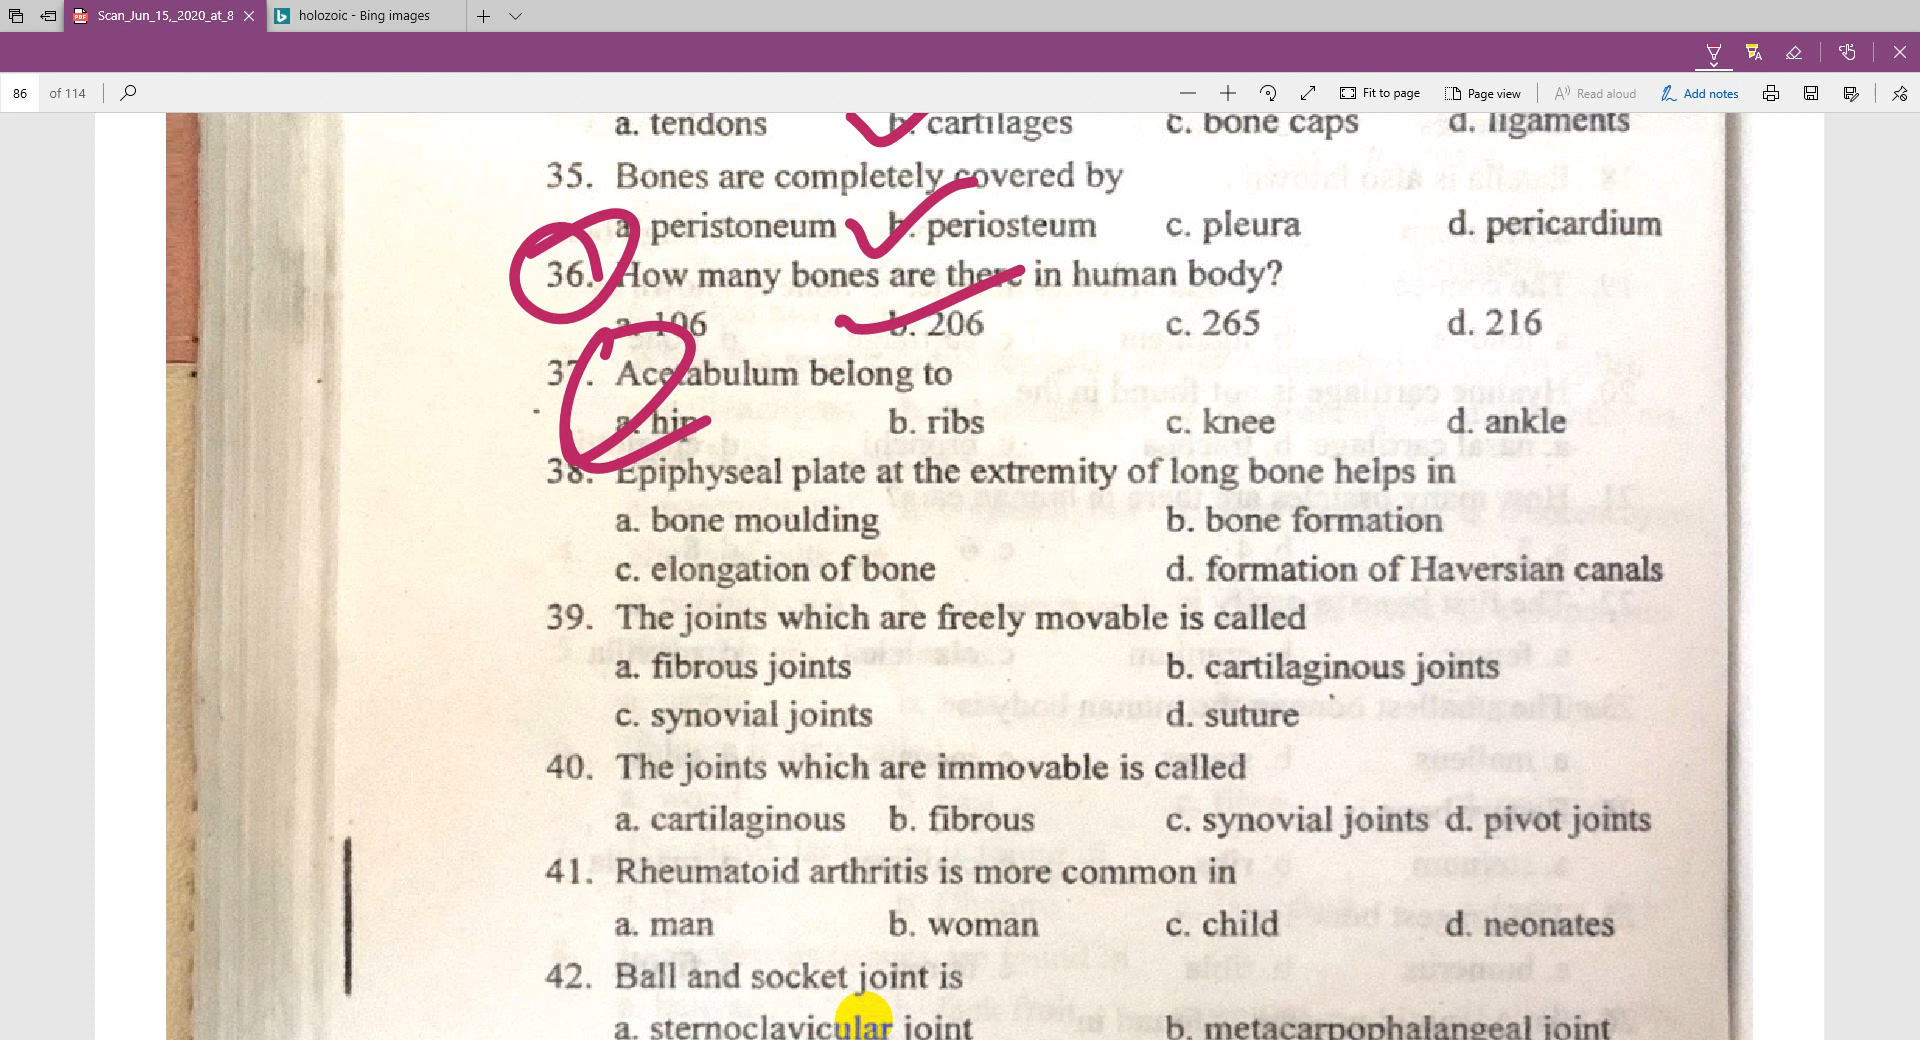 Scan_Jun_15,_2020_at_8
holozoic - Bing images
86 of 114
Fit to page
Page view
Read aloud
Add notes
a. tendons b. cartilages c. bone caps d. ligaments
35. Bones are completely covered by
a. peristoneum b. periosteum c. pleura d. pericardium
36. How many bones are there in human body?
a. 106 b. 206 c. 265 d. 216
37. Acetabulum belong to
a. hip b. ribs c. knee d. ankle
38. Epiphyseal plate at the extremity of long bone helps in
a. bone moulding b. bone formation
c. elongation of bone d. formation of Haversian canals
39. The joints which are freely movable is called
a. fibrous joints b. cartilaginous joints
c. synovial joints d. suture
40. The joints which are immovable is called
a. cartilaginous b. fibrous c. synovial joints d. pivot joints
41. Rheumatoid arthritis is more common in
a. man b. woman c. child d. neonates
42. Ball and socket joint is
a. sternoclavicular joint b. metacarpophalangeal joint